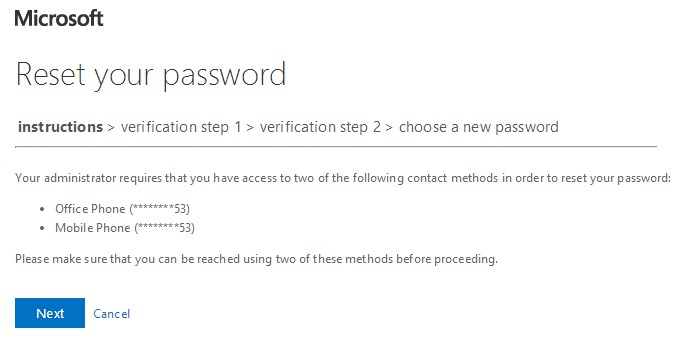 Microsoft
Reset your password
instructions > verification step 1 > verification step 2 > choose a new password
Your administrator requires that you have access to two of the following contact methods in order to reset your password:
• Office Phone (********53)
• Mobile Phone (********53)
Please make sure that you can be reached using two of these methods before proceeding.
Next Cancel